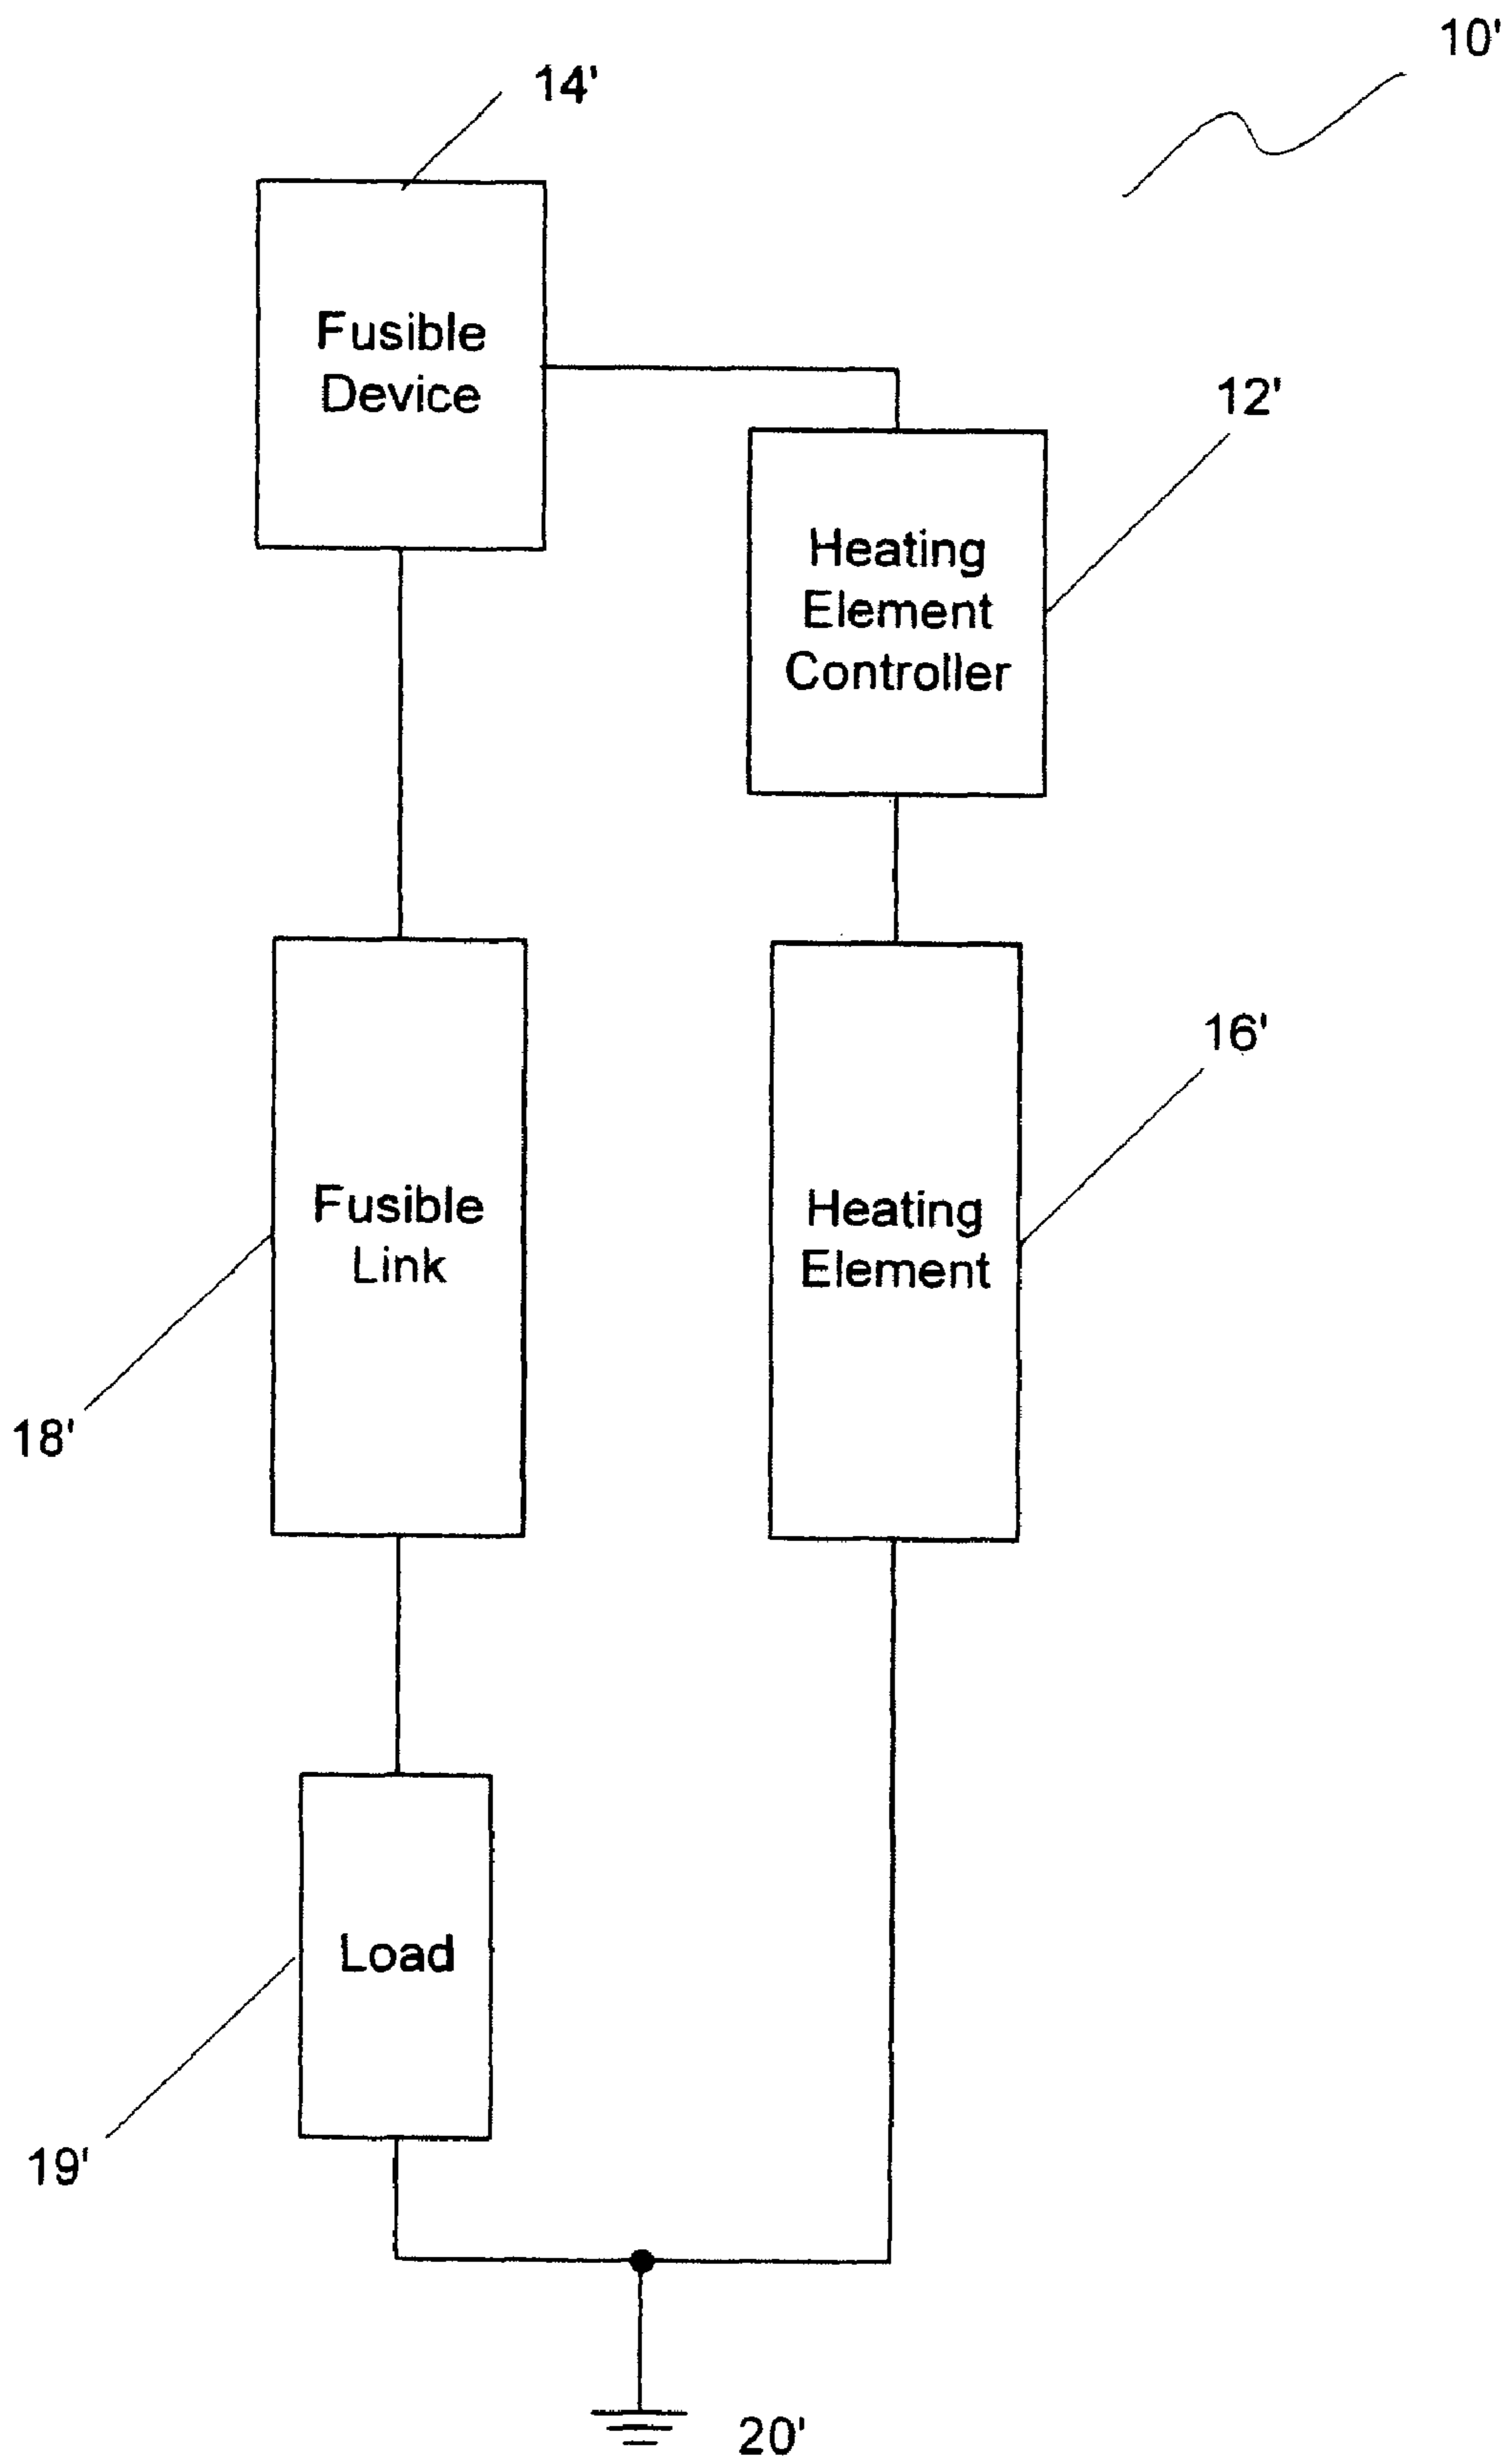 10'
14'
Fusible
Device
12'
Heating
Element
Controller
16'
Fusible
Link
Heating
Element
18'
Load
19'
20'